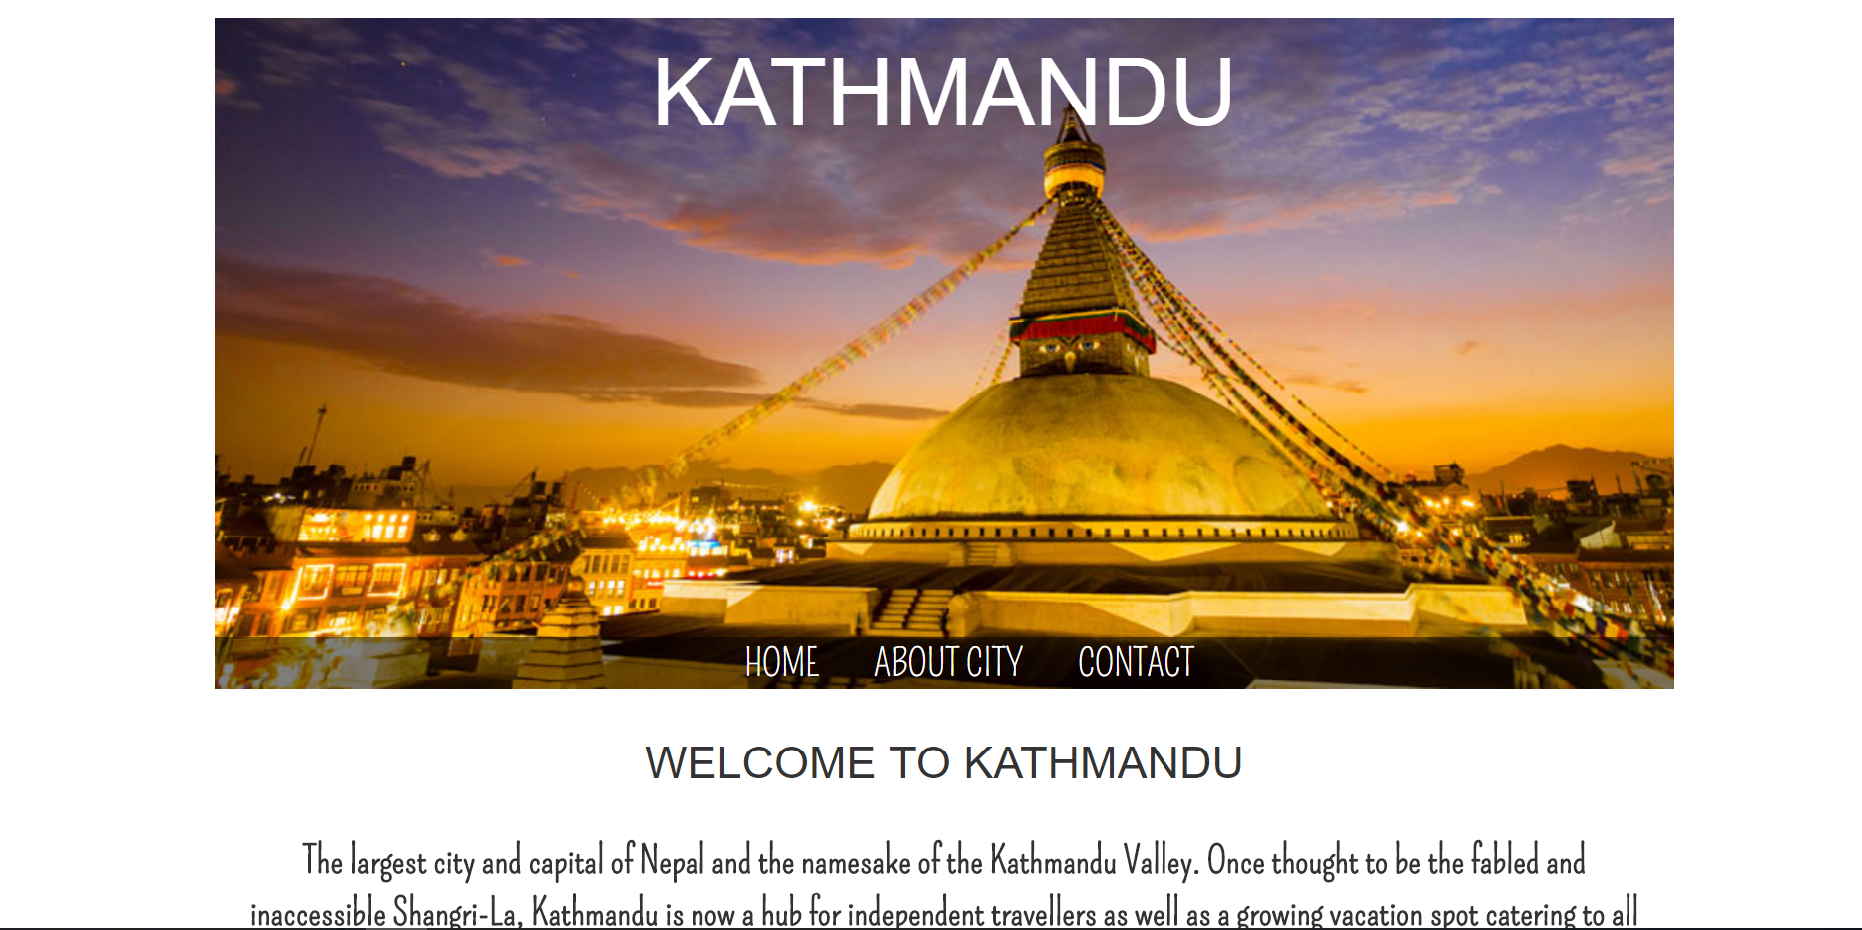 KATHMANDU
HOME ABOUT CITY CONTACT
WELCOME TO KATHMANDU
The largest city and capital of Nepal and the namesake of the Kathmandu Valley. Once thought to be the fabled and
inaccessible Shangri-La, Kathmandu is now a hub for independent travellers as well as a growing vacation spot catering to all